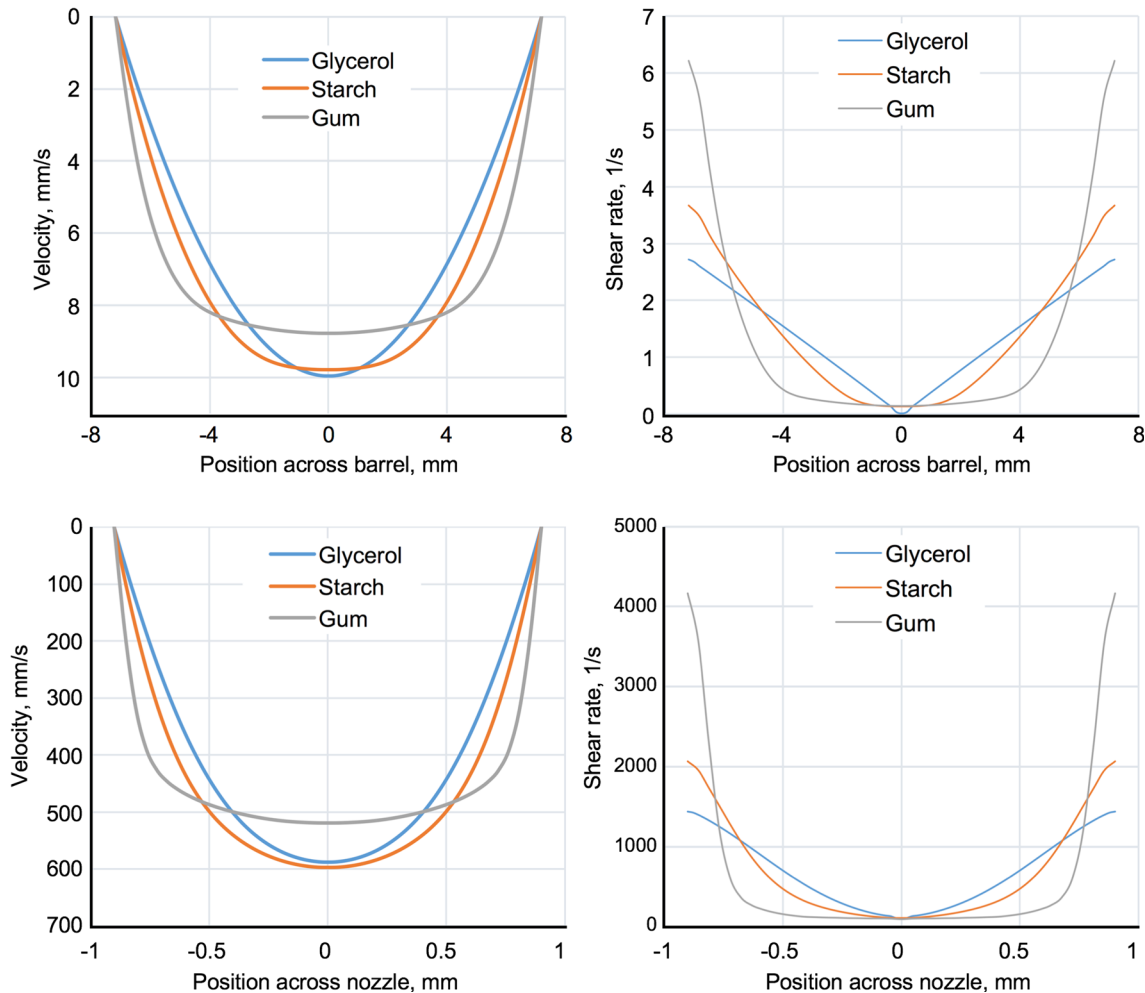 0
2
4
6
8
10
Velocity, mm/s
Glycerol
Starch
Gum
-8
-4
0
4
8
Position across barrel, mm
7
6
5
4
3
2
1
0
Shear rate, 1/s
Glycerol
Starch
Gum
-8
-4
0
4
8
Position across barrel, mm
0
100
200
300
400
500
600
700
Velocity, mm/s
Glycerol
Starch
Gum
-1
-0.5
0
0.5
1
Position across nozzle, mm
5000
4000
3000
2000
1000
0
Shear rate, 1/s
Glycerol
Starch
Gum
-1
-0.5
0
0.5
1
Position across nozzle, mm